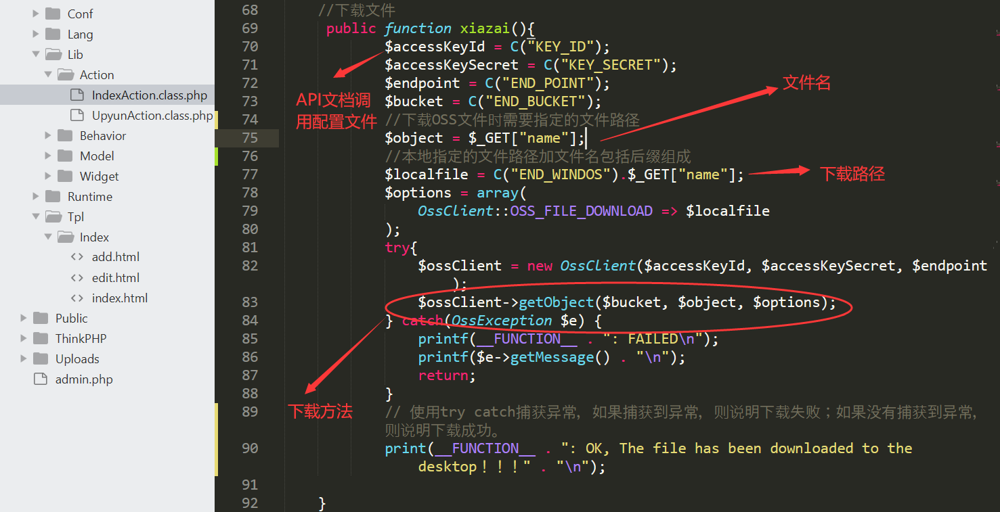 Conf
Lang
Lib
Action
IndexAction.class.php
UpyunAction.class.php
Behavior
Model
Widget
Runtime
Tpl
Index
add.html
edit.html
index.html
Public
ThinkPHP
Uploads
admin.php
68 //下载文件
69 public function xiazai(){
70 $accessKeyId = C("KEY_ID");
71 $accessKeySecret = C("KEY_SECRET");
72 $endpoint = C("END_POINT");
73 $bucket = C("END_BUCKET");
74 //下载OSS文件时需要指定的文件路径
75 $object = $_GET["name"];
76 //本地指定的文件路径加文件名包括后缀组成
77 $localfile = C("END_WINDOS").$_GET["name"];
78 $options = array(
79 OssClient::OSS_FILE_DOWNLOAD => $localfile
80 );
81 try{
82 $ossClient = new OssClient($accessKeyId, $accessKeySecret, $endpoint
);
83 $ossClient->getObject($bucket, $object, $options);
84 } catch(OssException $e) {
85 printf(__FUNCTION__ . ": FAILED\n");
86 printf($e->getMessage() . "\n");
87 return;
88 }
89 // 使用try catch捕获异常，如果捕获到异常，则说明下载失败；如果没有捕获到异常，
则说明下载成功。
90 print(__FUNCTION__ . ": OK, The file has been downloaded to the
desktop！！！" . "\n");
91
92 }
API文档调
用配置文件
文件名
下载路径
下载方法